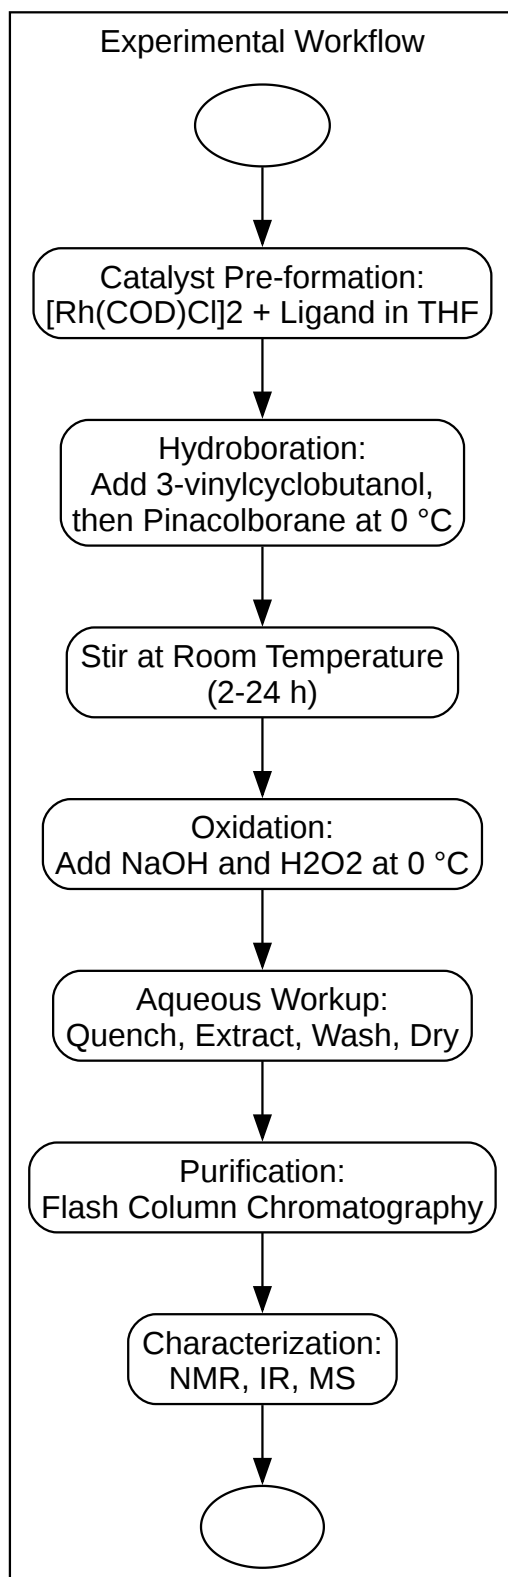 Experimental Workflow
Catalyst Pre-formation:
[Rh(COD)Cl]2 + Ligand in THF
Hydroboration:
Add 3-vinylcyclobutanol,
then Pinacolborane at 0 °C
Stir at Room Temperature
(2-24 h)
Oxidation:
Add NaOH and H2O2 at 0 °C
Aqueous Workup:
Quench, Extract, Wash, Dry
Purification:
Flash Column Chromatography
Characterization:
NMR, IR, MS